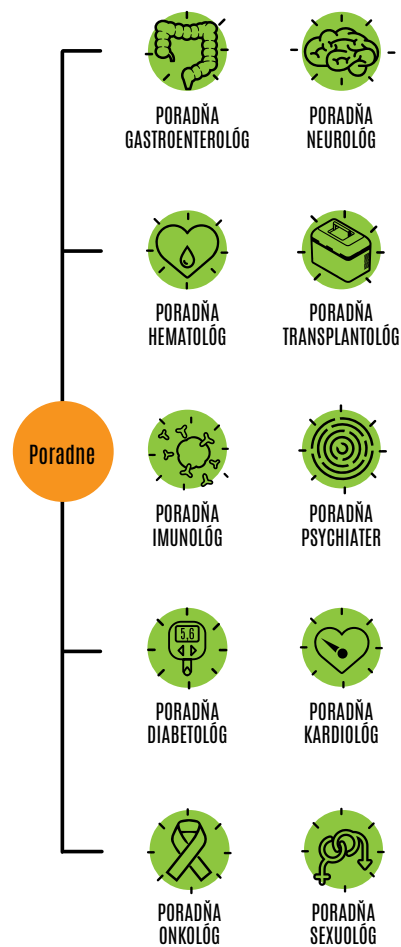 PORADŇA
GASTROENTEROLÓG
PORADŇA
NEUROLÓG
PORADŇA
HEMATOLÓG
PORADŇA
TRANSPLANTOLÓG
Poradne
PORADŇA
IMUNOLÓG
PORADŇA
PSYCHIATER
5,6
PORADŇA
DIABETOLÓG
PORADŇA
KARDIOLÓG
PORADŇA
ONKOLÓG
PORADŇA
SEXUOLÓG